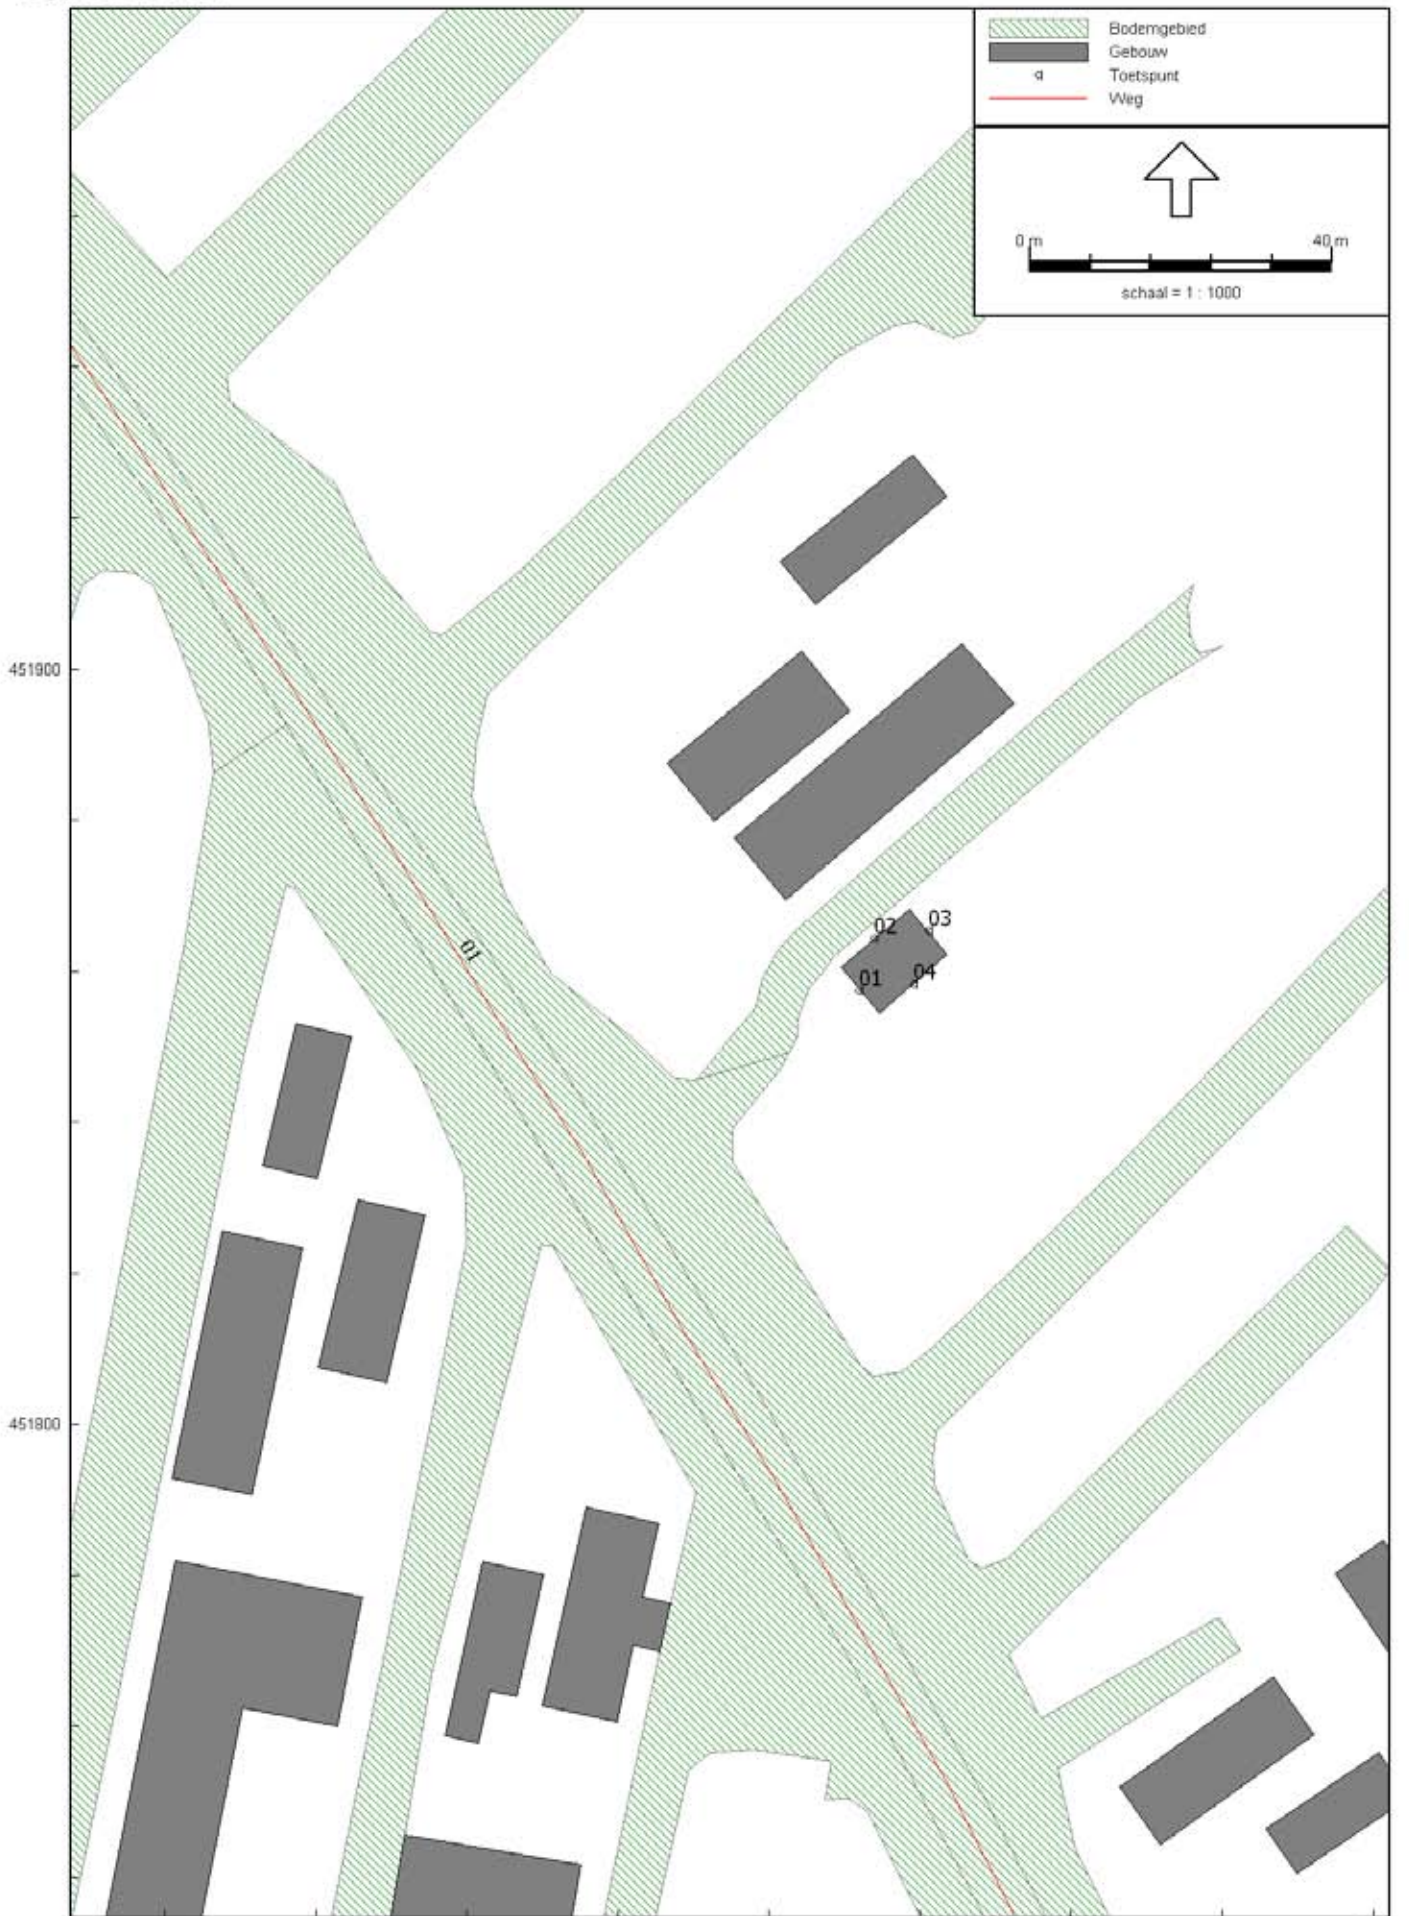 Bodemgebied
Gebouw
Toetspunt
Weg
0 m 40 m
schaal = 1 : 1000
451900
02 03
01
01 04
451800